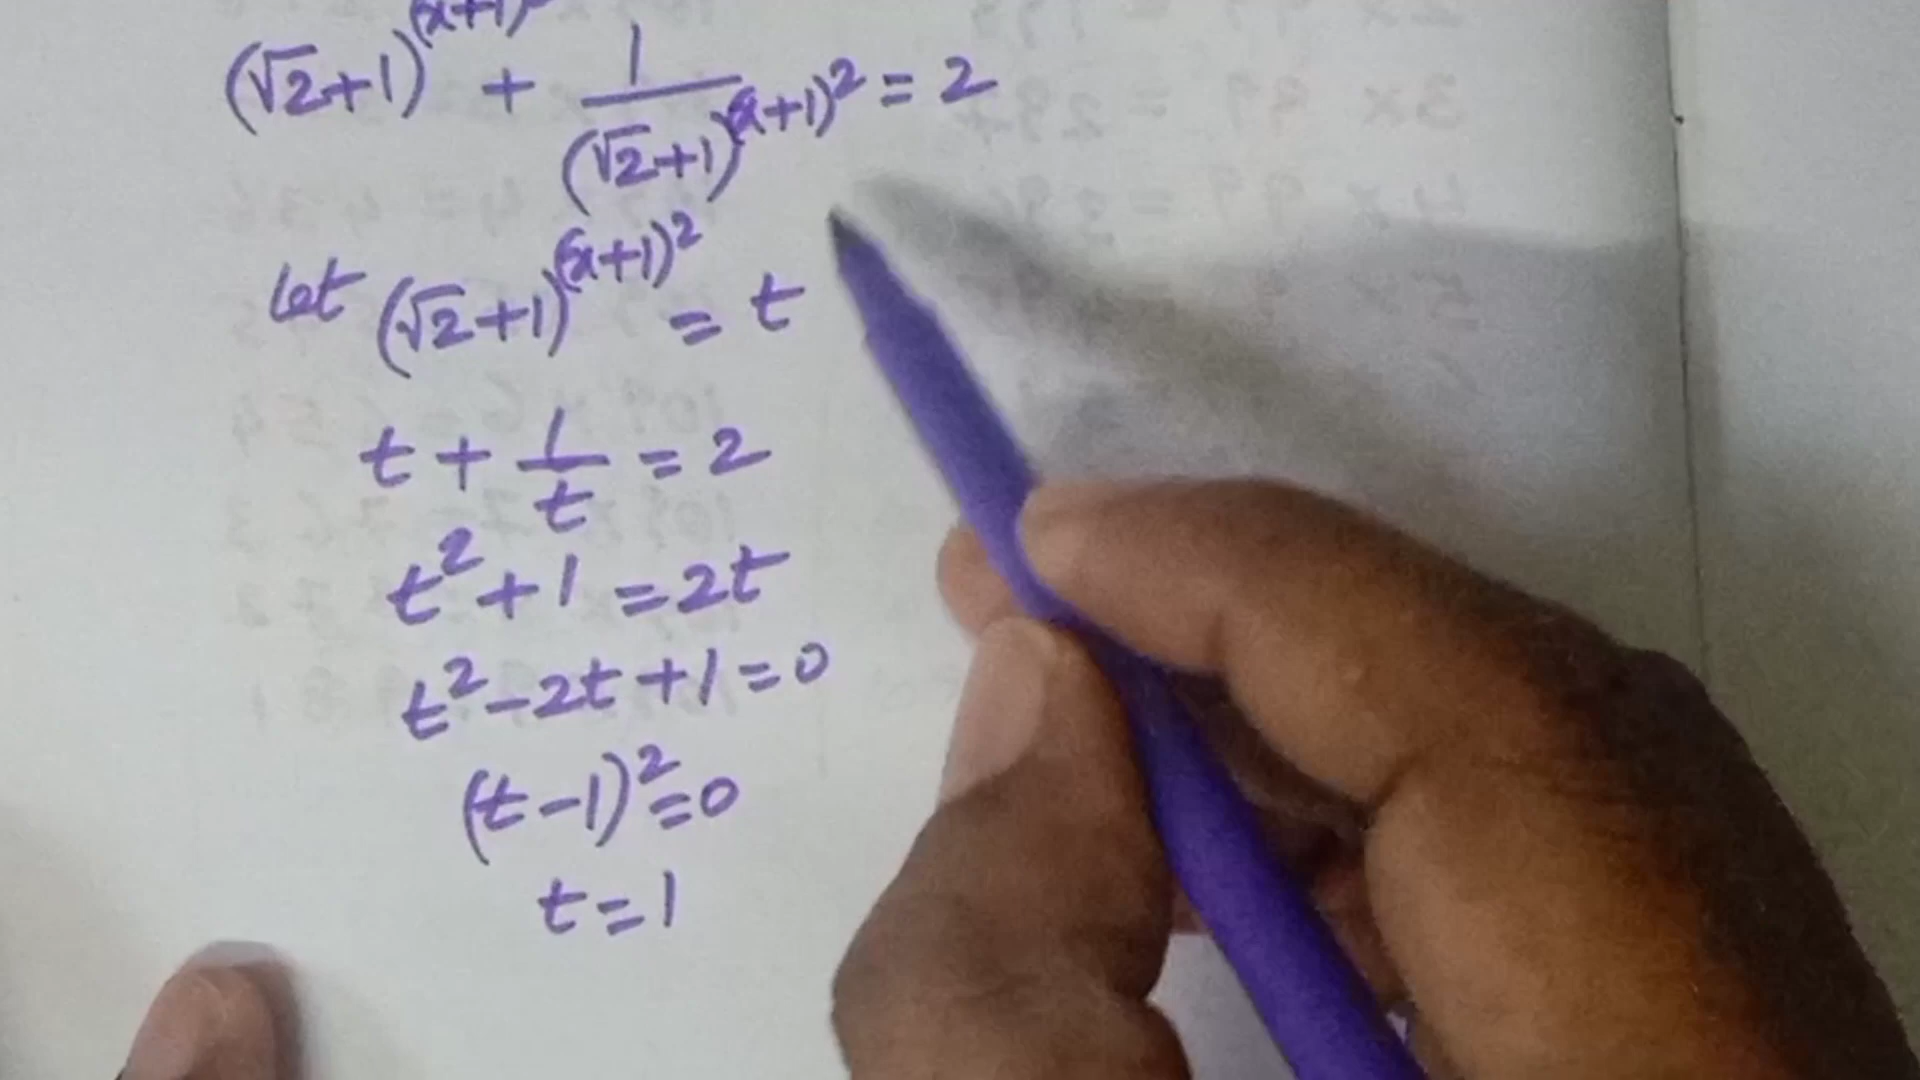 (√2+1)^(x+1)² + 1/(√2+1)^(x+1)² = 2
let (√2+1)^(x+1)² = t
t + 1/t = 2
t² + 1 = 2t
t² - 2t + 1 = 0
(t - 1)² = 0
t = 1